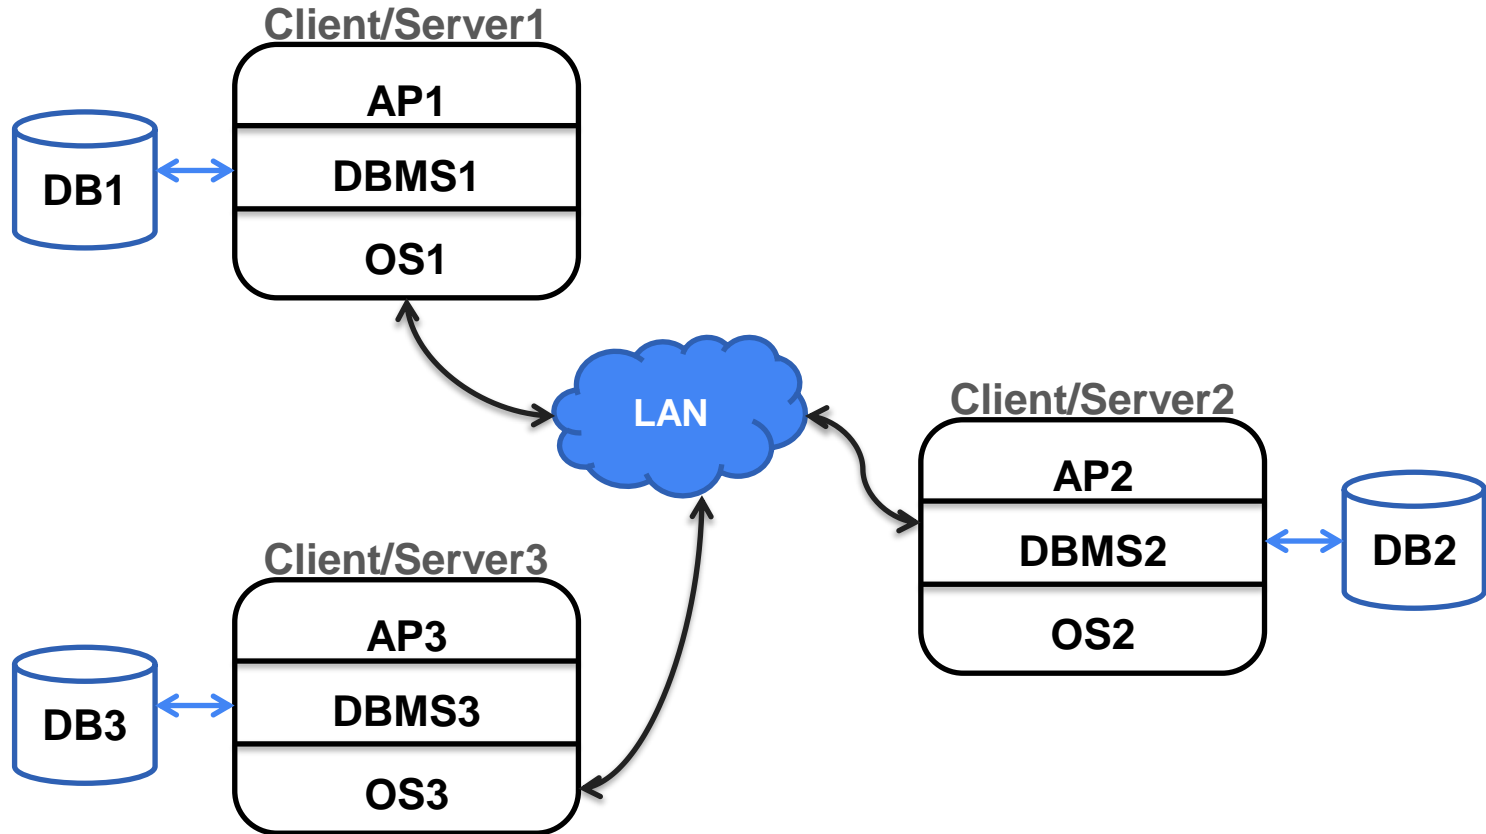 Client/Server1
AP1
DBMS1
OS1
DB1
LAN
Client/Server2
AP2
DBMS2
OS2
DB2
Client/Server3
AP3
DBMS3
OS3
DB3